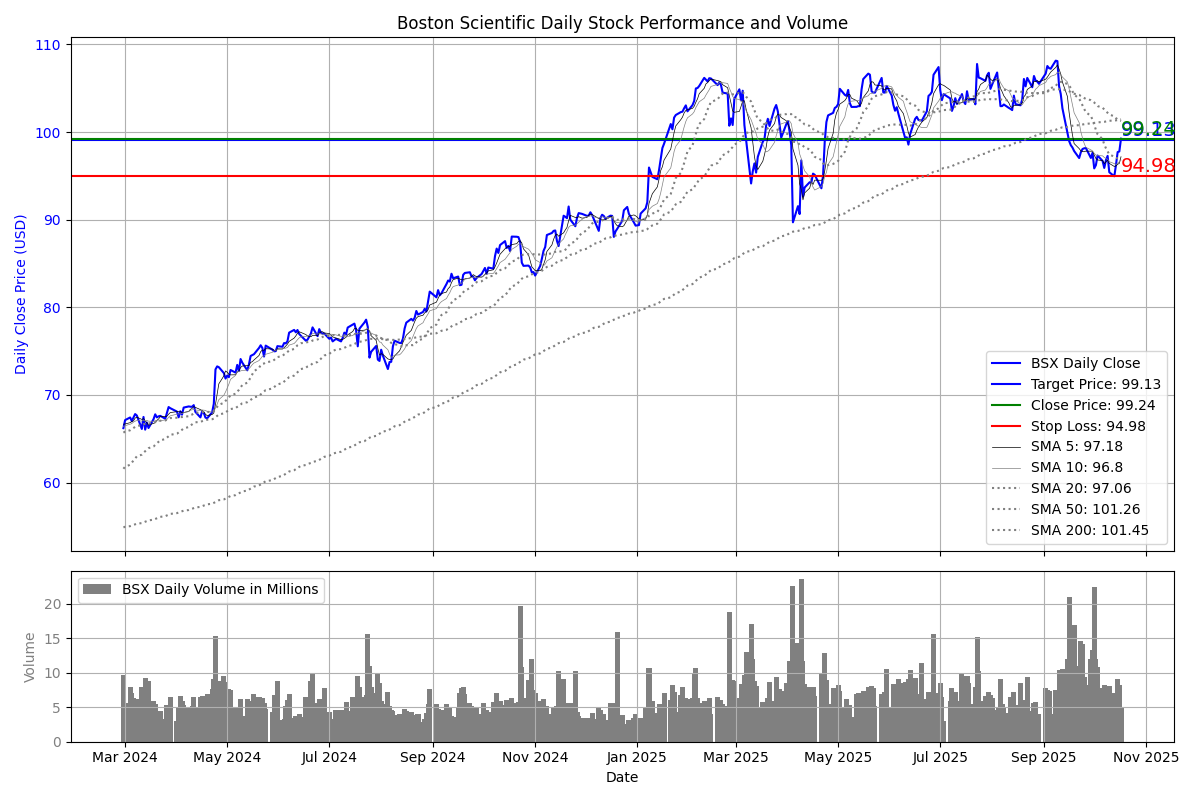 Boston Scientific Daily Stock Performance and Volume
110
100
90
80
70
60
Daily Close Price (USD)
99.24
99.13
94.98
BSX Daily Close
Target Price: 99.13
Close Price: 99.24
Stop Loss: 94.98
SMA 5: 97.18
SMA 10: 96.8
SMA 20: 97.06
SMA 50: 101.26
SMA 200: 101.45
BSX Daily Volume in Millions
20
15
10
5
0
Volume
Mar 2024 May 2024 Jul 2024 Sep 2024 Nov 2024 Jan 2025 Mar 2025 May 2025 Jul 2025 Sep 2025 Nov 2025
Date